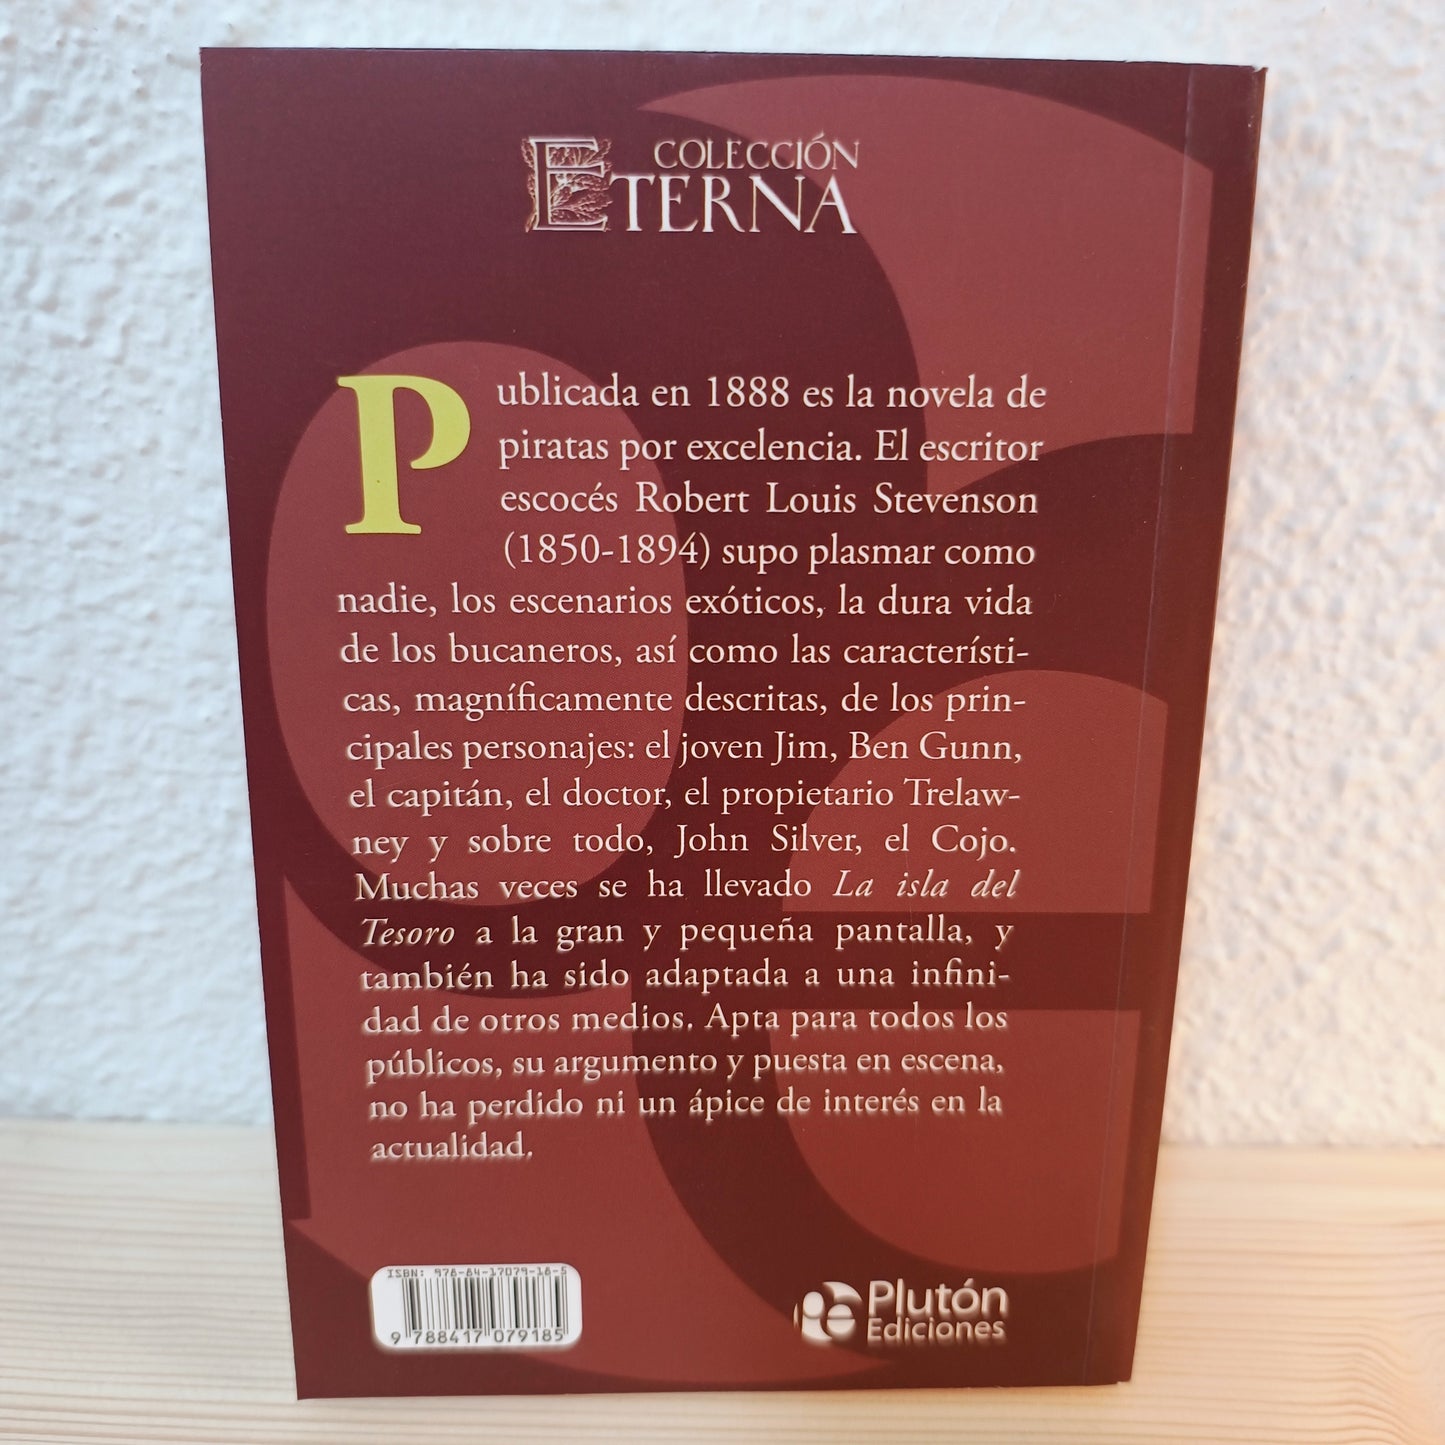 COLECCIÓN
ETERNA
Publicada en 1888 es la novela de
piratas por excelencia. El escritor
escocés Robert Louis Stevenson
(1850-1894) supo plasmar como
nadie, los escenarios exóticos, la dura vida
de los bucaneros, así como las característi-
cas, magníficamente descritas, de los prin-
cipales personajes: el joven Jim, Ben Gunn,
el capitán, el doctor, el propietario Trelaw-
ney y sobre todo, John Silver, el Cojo.
Muchas veces se ha llevado La isla del
Tesoro a la gran y pequeña pantalla, y
también ha sido adaptada a una infini-
dad de otros medios. Apta para todos los
públicos, su argumento y puesta en escena,
no ha perdido ni un ápice de interés en la
actualidad.
ISBN: 978-84-17079-18-5
9 788417 079185
Plutón
Ediciones